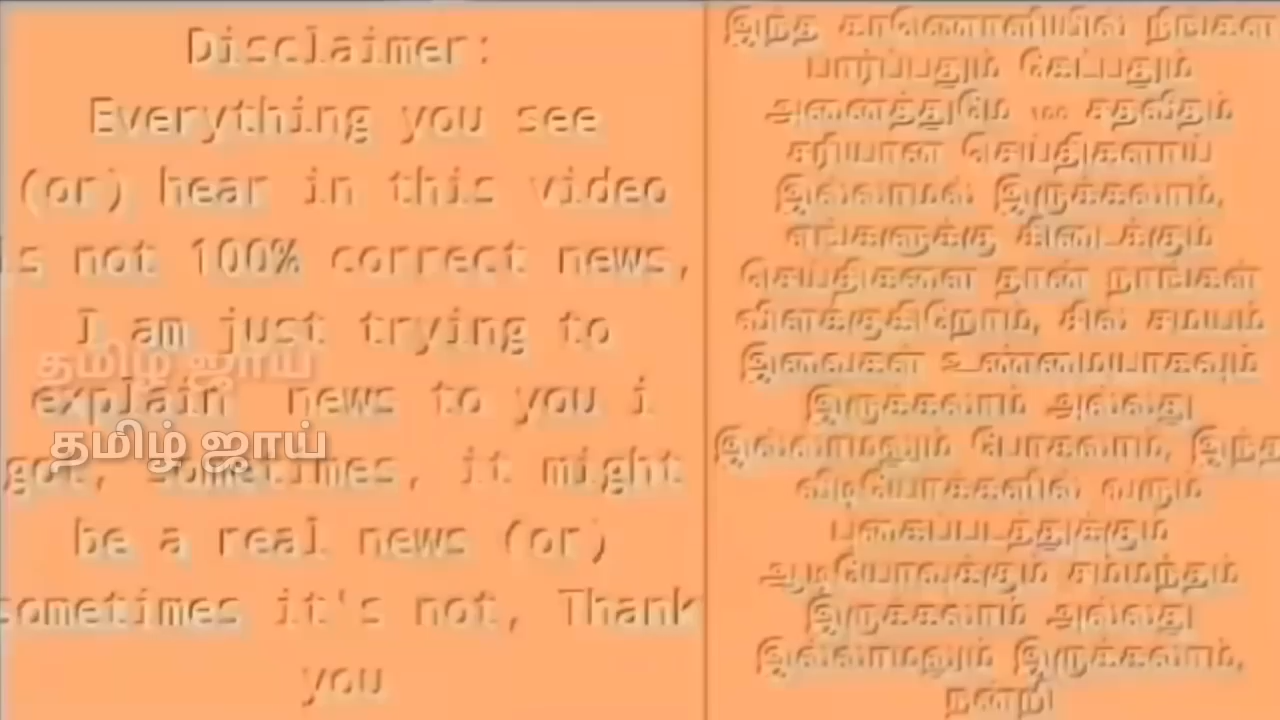 Disclaimer:
Everything you see
(or) hear in this video
is not 100% correct news,
I am just trying to
explain news to you i
got, sometimes, it might
be a real news (or)
sometimes it's not, Thank
you
தமிழ் ஜாய்
தமிழ் ஜாய்
இந்த காணொளியில் நீங்கள்
பார்ப்பதும் கேட்பதும்
அனைத்துமே 100 சதவீதம்
சரியான செய்திகளாய்
இல்லாமல் இருக்கலாம்,
எங்களுக்கு கிடைக்கும்
செய்திகளை தான் நாங்கள்
விளக்குகிறோம், சில சமயம்
இவைகள் உண்மையாகவும்
இருக்கலாம் அல்லது
இல்லாமலும் போகலாம், இந்த
வீடியோக்களில் வரும்
புகைப்படத்துக்கும்
ஆடியோவுக்கும் சம்மந்தம்
இருக்கலாம் அல்லது
இல்லாமலும் இருக்கலாம்,
நன்றி